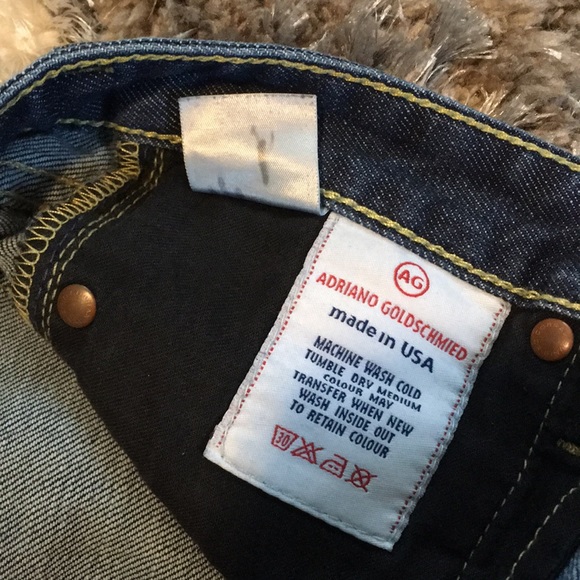 AG
ADRIANO GOLDSCHMIED
made in USA
MACHINE WASH COLD
TUMBLE DRY MEDIUM
COLOUR MAY
TRANSFER WHEN NEW
WASH INSIDE OUT
TO RETAIN COLOUR
30